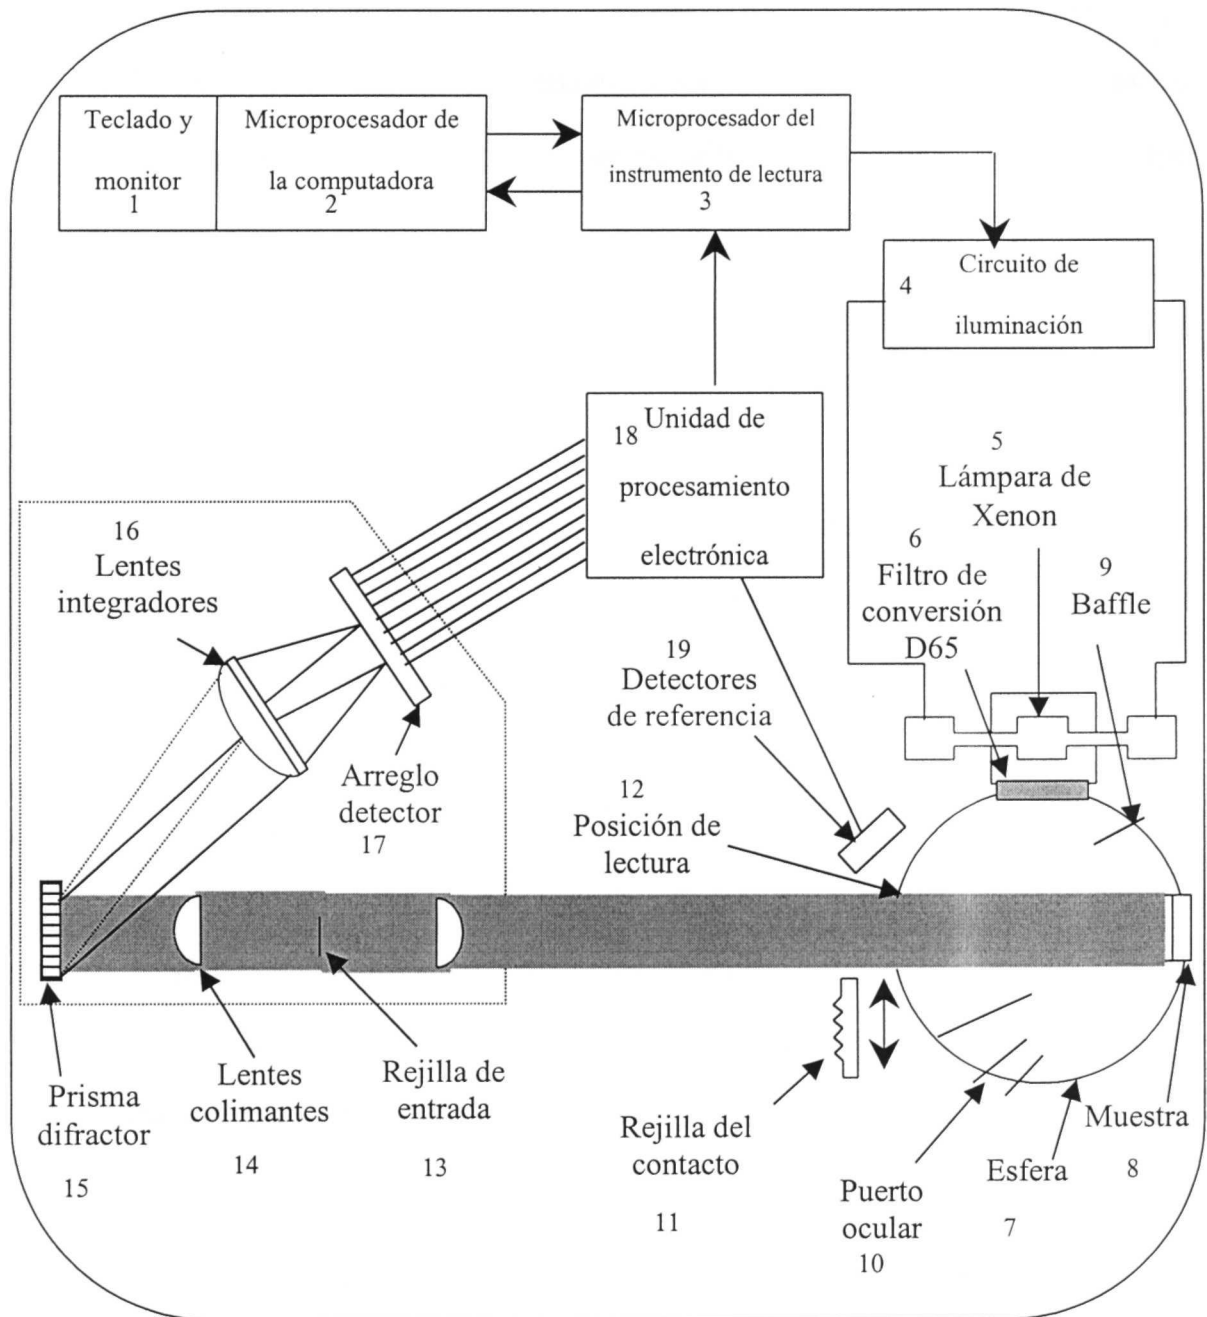 Teclado y
monitor
1
Microprocesador de
la computadora
2
Microprocesador del
instrumento de lectura
3
4
Circuito de
iluminación
18
Unidad de
procesamiento
electrónica
5
Lámpara de
Xenon
6
Filtro de
conversión
D65
9
Baffle
16
Lentes
integradores
19
Detectores
de referencia
Arreglo
detector
17
12
Posición de
lectura
Prisma
difractor
15
Lentes
colimantes
14
Rejilla de
entrada
13
Rejilla del
contacto
11
Puerto
ocular
10
Esfera
7
Muestra
8